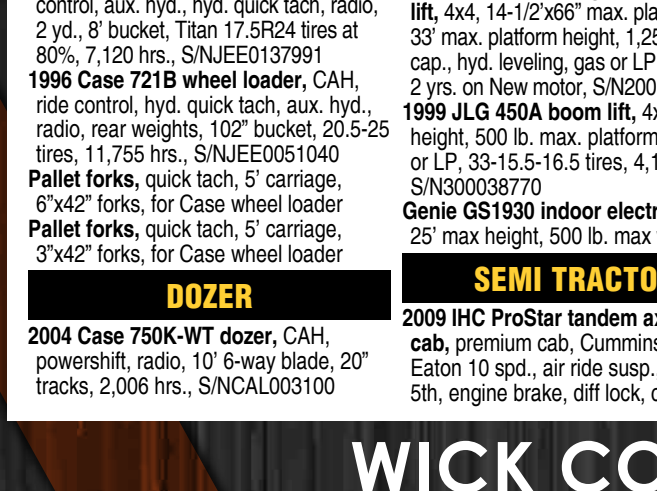 control, aux. hyd., hyd. quick tach, radio,
2 yd., 8’ bucket, Titan 17.5R24 tires at
80%, 7,120 hrs., S/NJEE0137991
1996 Case 721B wheel loader, CAH,
ride control, hyd. quick tach, aux. hyd.,
radio, rear weights, 102” bucket, 20.5-25
tires, 11,755 hrs., S/NJEE0051040
Pallet forks, quick tach, 5’ carriage,
6”x42” forks, for Case wheel loader
Pallet forks, quick tach, 5’ carriage,
3”x42” forks, for Case wheel loader
DOZER
2004 Case 750K-WT dozer, CAH,
powershift, radio, 10’ 6-way blade, 20”
tracks, 2,006 hrs., S/NCAL003100
lift, 4x4, 14-1/2’x66” max. pla
33’ max. platform height, 1,25
cap., hyd. leveling, gas or LP
2 yrs. on New motor, S/N200
1999 JLG 450A boom lift, 4x
height, 500 lb. max. platform
or LP, 33-15.5-16.5 tires, 4,1
S/N300038770
Genie GS1930 indoor electr
25’ max height, 500 lb. max
SEMI TRACTO
2009 IHC ProStar tandem ax
cab, premium cab, Cummins
Eaton 10 spd., air ride susp.
5th, engine brake, diff lock,
WICK CO